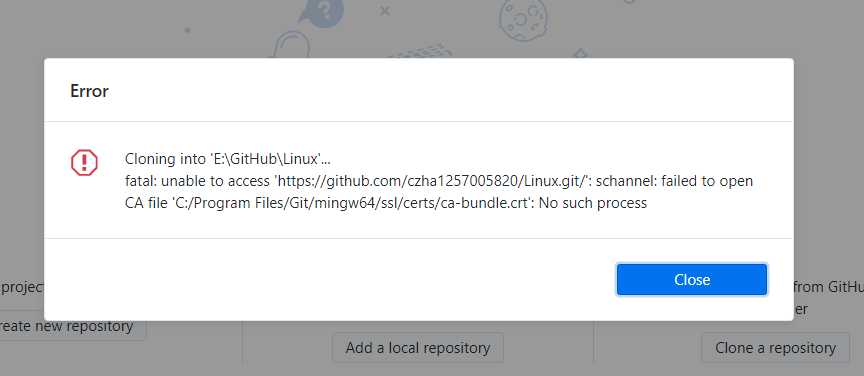 Error
Cloning into 'E:\GitHub\Linux'...
fatal: unable to access 'https://github.com/czha1257005820/Linux.git/': schannel: failed to open
CA file 'C:/Program Files/Git/mingw64/ssl/certs/ca-bundle.crt': No such process
Close
project
from GitHu
er
reate new repository
Add a local repository
Clone a repository